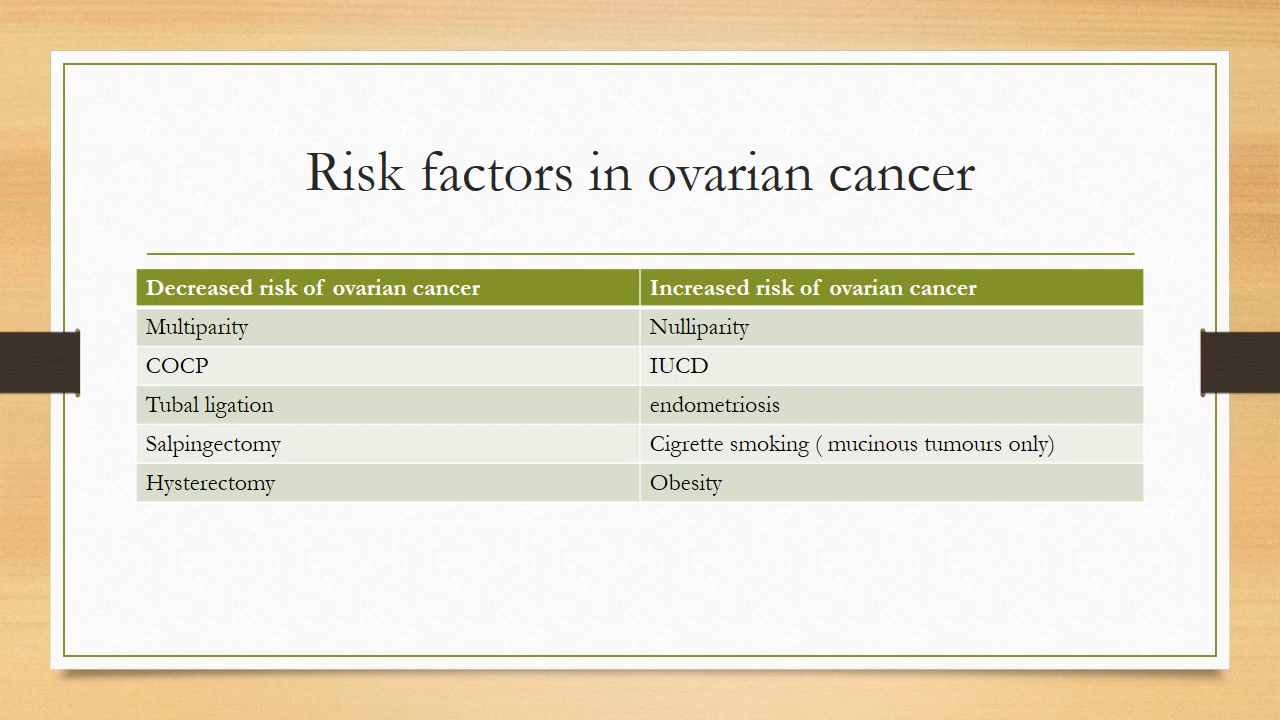 Risk factors in ovarian cancer
Decreased risk of ovarian cancer Increased risk of ovarian cancer
Multiparity Nulliparity
COCP IUCD
Tubal ligation endometriosis
Salpingectomy Cigrette smoking ( mucinous tumours only)
Hysterectomy Obesity